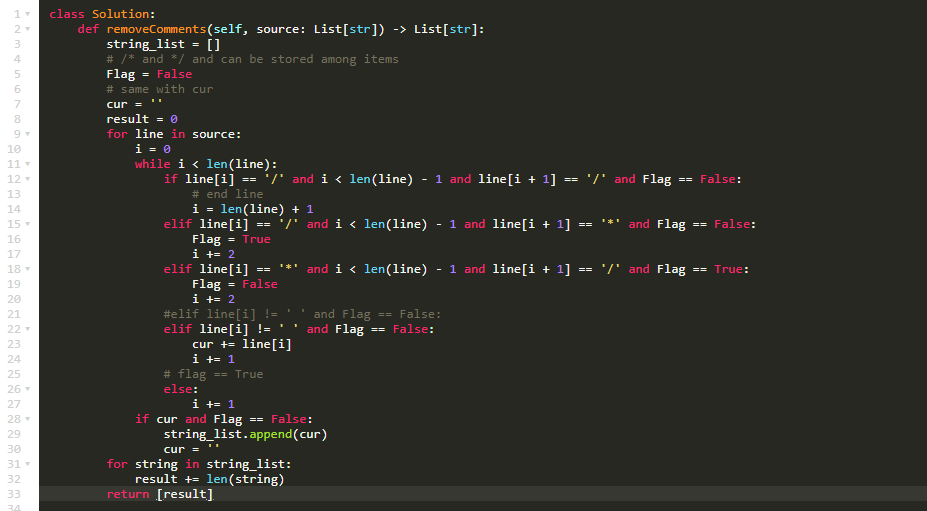 1 class Solution:
2     def removeComments(self, source: List[str]) -> List[str]:
3         string_list = []
4         # /* and */ and can be stored among items
5         Flag = False
6         # same with cur
7         cur = ''
8         result = 0
9         for line in source:
10             i = 0
11             while i < len(line):
12                 if line[i] == '/' and i < len(line) - 1 and line[i + 1] == '/' and Flag == False:
13                     # end line
14                     i = len(line) + 1
15                 elif line[i] == '/' and i < len(line) - 1 and line[i + 1] == '*' and Flag == False:
16                     Flag = True
17                     i += 2
18                 elif line[i] == '*' and i < len(line) - 1 and line[i + 1] == '/' and Flag == True:
19                     Flag = False
20                     i += 2
21                 #elif line[i] != ' ' and Flag == False:
22                 elif line[i] != ' ' and Flag == False:
23                     cur += line[i]
24                     i += 1
25                 # flag == True
26                 else:
27                     i += 1
28             if cur and Flag == False:
29                 string_list.append(cur)
30                 cur = ''
31         for string in string_list:
32             result += len(string)
33         return [result]
34